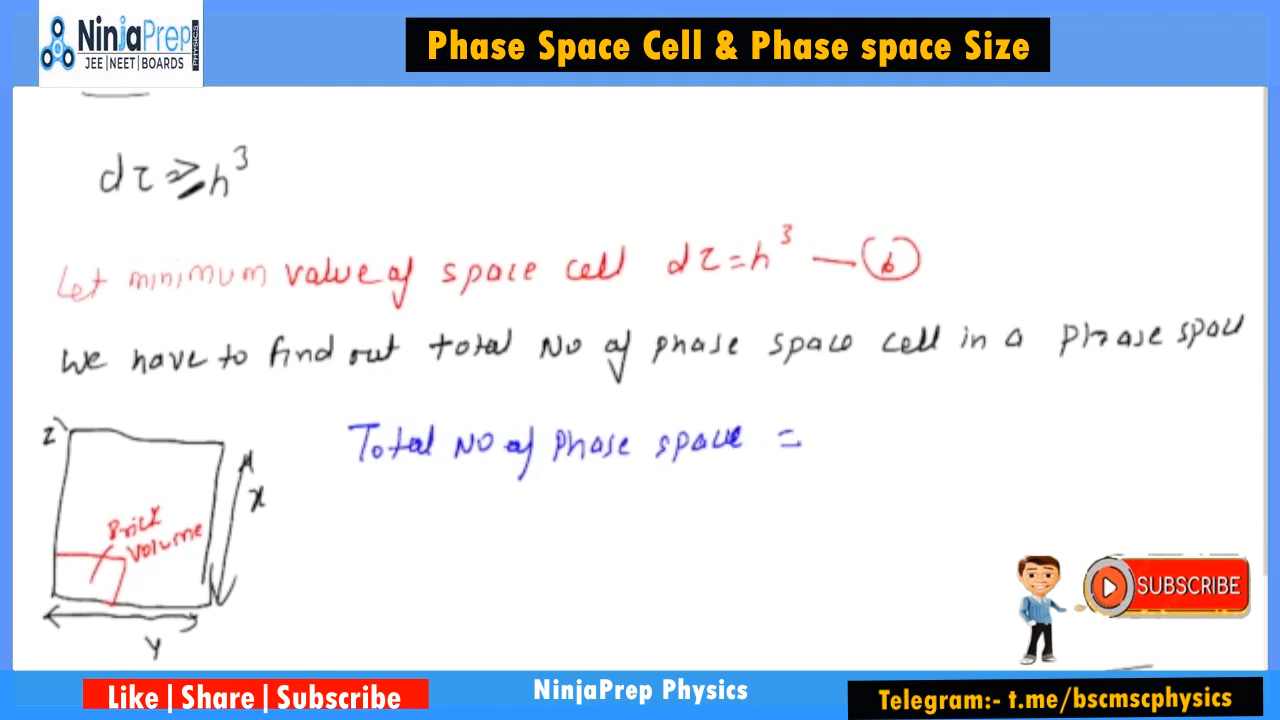 NinjaPrep
JEE | NEET | BOARDS
PHYSICS
Phase Space Cell & Phase space Size
dτ ≥ h³
Let minimum value of space cell dτ = h³ — (b)
We have to find out total No of phase space cell in a phase space
Total No of phase space =
Z
X
Brick
volume
Y
SUBSCRIBE
Like | Share | Subscribe
NinjaPrep Physics
Telegram:- t.me/bscmscphysics